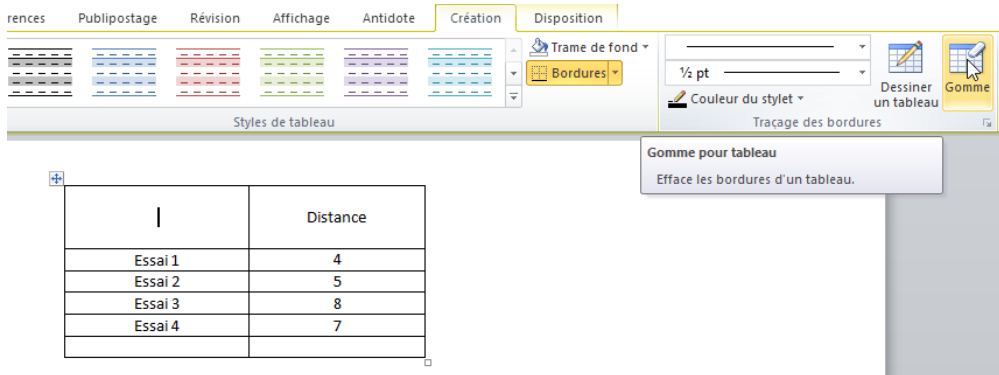 rences Publipostage Révision Affichage Antidote Création Disposition
Trame de fond
Bordures
½ pt
Couleur du stylet
Dessiner
un tableau
Gomme
Styles de tableau
Traçage des bordures
Gomme pour tableau
Efface les bordures d'un tableau.
Distance
Essai 1 4
Essai 2 5
Essai 3 8
Essai 4 7